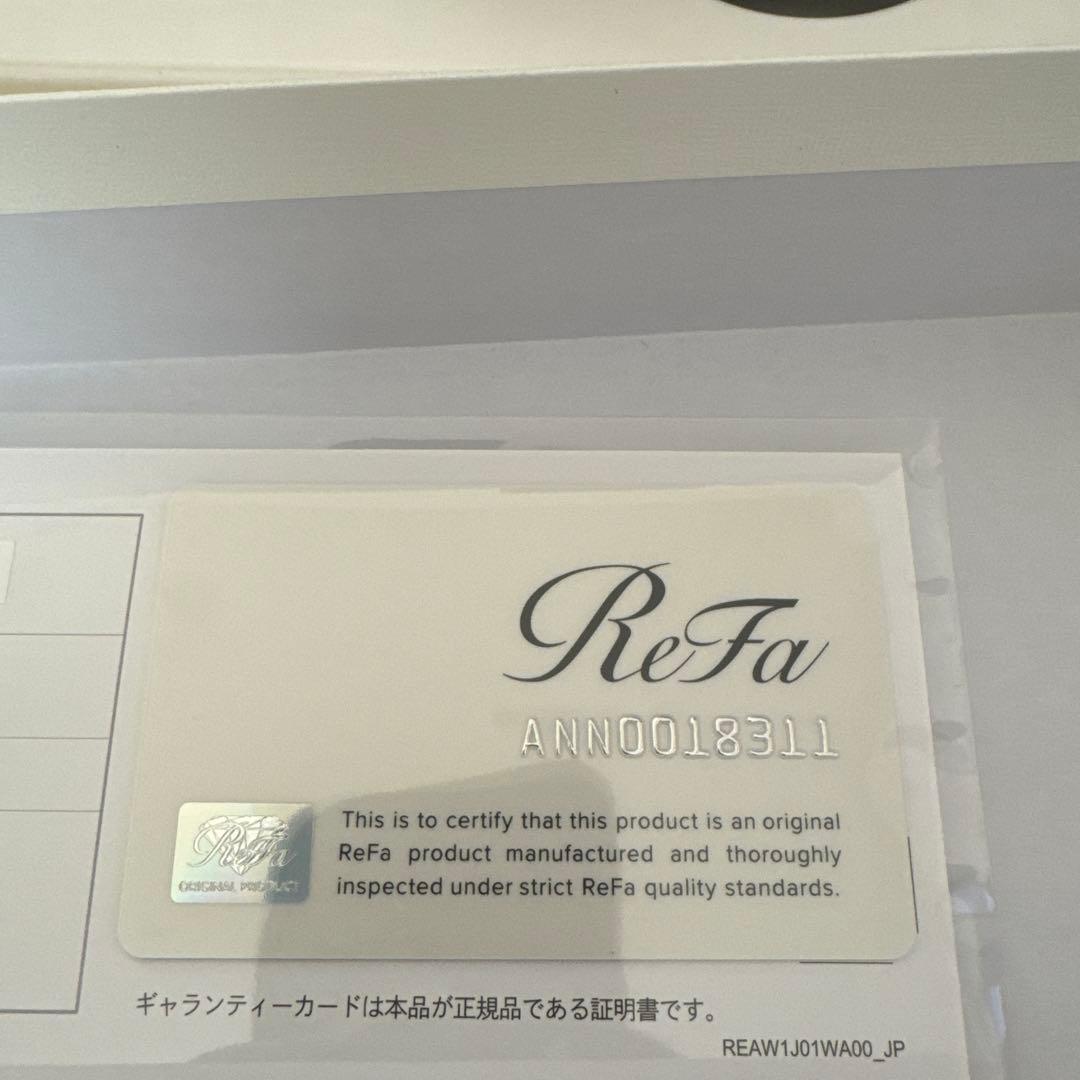 ReFa
ANN0018311
ReFa
ORIGINAL PRODUCT
This is to certify that this product is an original
ReFa product manufactured and thoroughly
inspected under strict ReFa quality standards.
ギャランティーカードは本品が正規品である証明書です。
REAW1J01WA00_JP